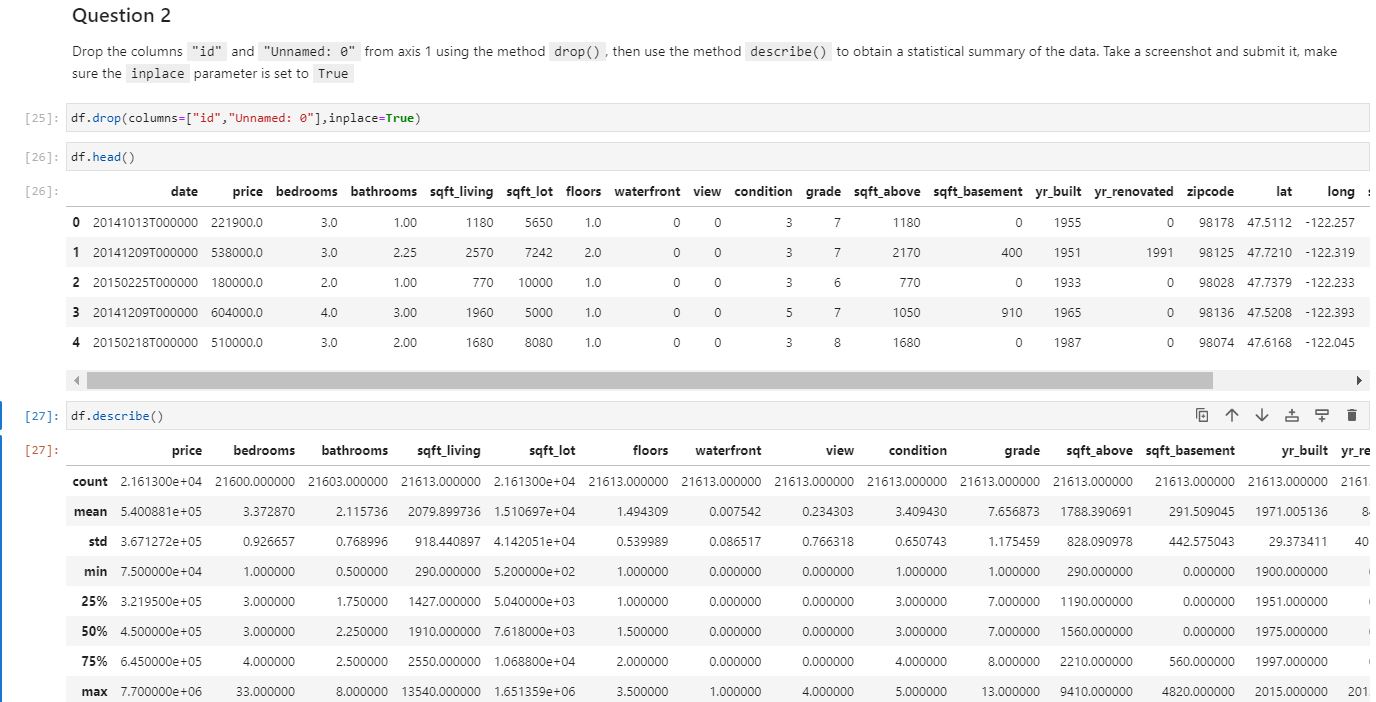 Question 2
Drop the columns "id" and "Unnamed: 0" from axis 1 using the method drop(), then use the method describe() to obtain a statistical summary of the data. Take a screenshot and submit it, make
sure the inplace parameter is set to True
[25]: df.drop(columns=["id","Unnamed: 0"],inplace=True)
[26]: df.head()
[26]: date price bedrooms bathrooms sqft_living sqft_lot floors waterfront view condition grade sqft_above sqft_basement yr_built yr_renovated zipcode lat long
0 20141013T000000 221900.0 3.0 1.00 1180 5650 1.0 0 0 3 7 1180 0 1955 0 98178 47.5112 -122.257
1 20141209T000000 538000.0 3.0 2.25 2570 7242 2.0 0 0 3 7 2170 400 1951 1991 98125 47.7210 -122.319
2 20150225T000000 180000.0 2.0 1.00 770 10000 1.0 0 0 3 6 770 0 1933 0 98028 47.7379 -122.233
3 20141209T000000 604000.0 4.0 3.00 1960 5000 1.0 0 0 5 7 1050 910 1965 0 98136 47.5208 -122.393
4 20150218T000000 510000.0 3.0 2.00 1680 8080 1.0 0 0 3 8 1680 0 1987 0 98074 47.6168 -122.045
[27]: df.describe()
[27]: price bedrooms bathrooms sqft_living sqft_lot floors waterfront view condition grade sqft_above sqft_basement yr_built yr_re
count 2.161300e+04 21600.000000 21603.000000 21613.000000 2.161300e+04 21613.000000 21613.000000 21613.000000 21613.000000 21613.000000 21613.000000 21613.000000 21613.000000 2161
mean 5.400881e+05 3.372870 2.115736 2079.899736 1.510697e+04 1.494309 0.007542 0.234303 3.409430 7.656873 1788.390691 291.509045 1971.005136 8
std 3.671272e+05 0.926657 0.768996 918.440897 4.142051e+04 0.539989 0.086517 0.766318 0.650743 1.175459 828.090978 442.575043 29.373411 40
min 7.500000e+04 1.000000 0.500000 290.000000 5.200000e+02 1.000000 0.000000 0.000000 1.000000 1.000000 290.000000 0.000000 1900.000000
25% 3.219500e+05 3.000000 1.750000 1427.000000 5.040000e+03 1.000000 0.000000 0.000000 3.000000 7.000000 1190.000000 0.000000 1951.000000
50% 4.500000e+05 3.000000 2.250000 1910.000000 7.618000e+03 1.500000 0.000000 0.000000 3.000000 7.000000 1560.000000 0.000000 1975.000000
75% 6.450000e+05 4.000000 2.500000 2550.000000 1.068800e+04 2.000000 0.000000 0.000000 4.000000 8.000000 2210.000000 560.000000 1997.000000
max 7.700000e+06 33.000000 8.000000 13540.000000 1.651359e+06 3.500000 1.000000 4.000000 5.000000 13.000000 9410.000000 4820.000000 2015.000000 201